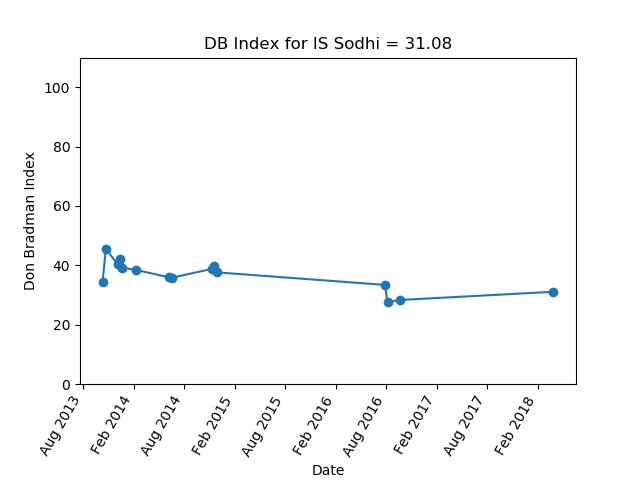 DB Index for IS Sodhi = 31.08
Don Bradman Index
100
80
60
40
20
0
Aug 2013
Feb 2014
Aug 2014
Feb 2015
Aug 2015
Feb 2016
Aug 2016
Feb 2017
Aug 2017
Feb 2018
Date